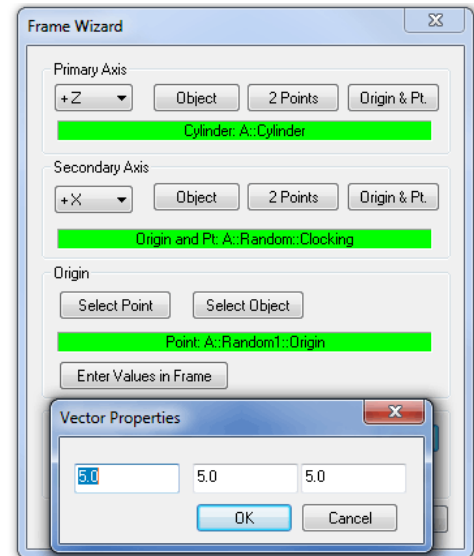 Frame Wizard
Primary Axis
+Z Object 2 Points Origin & Pt.
Cylinder: A::Cylinder
Secondary Axis
+X Object 2 Points Origin & Pt.
Origin and Pt: A::Random::Clocking
Origin
Select Point Select Object
Point: A::Random1::Origin
Enter Values in Frame
Vector Properties
5.0 5.0 5.0
OK Cancel